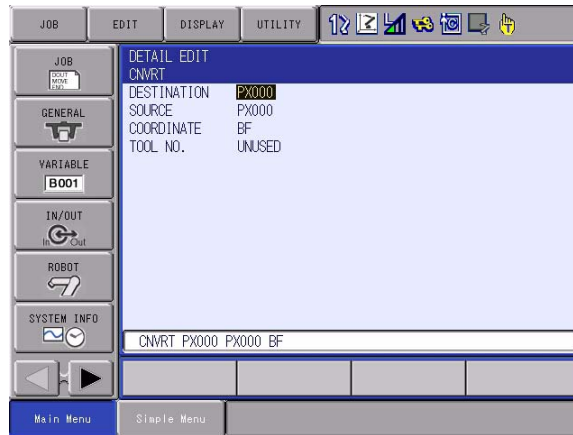 JOB EDIT DISPLAY UTILITY
JOB
DOUT
MOVE
END
GENERAL
VARIABLE
B001
IN/OUT
In Out
ROBOT
SYSTEM INFO
DETAIL EDIT
CNVRT
DESTINATION PX000
SOURCE PX000
COORDINATE BF
TOOL NO. UNUSED
CNVRT PX000 PX000 BF
Main Menu Simple Menu